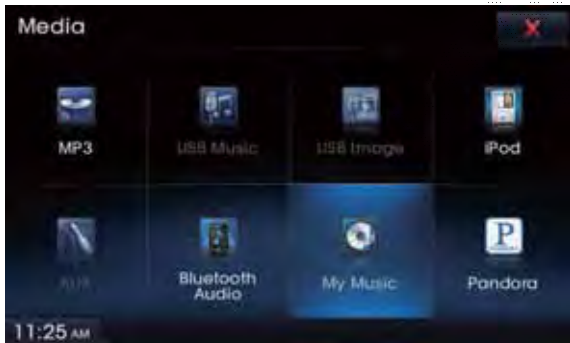 Media
MP3
USB Music
USB Image
iPod
AUX
Bluetooth
Audio
My Music
P
Pandora
11:25 AM